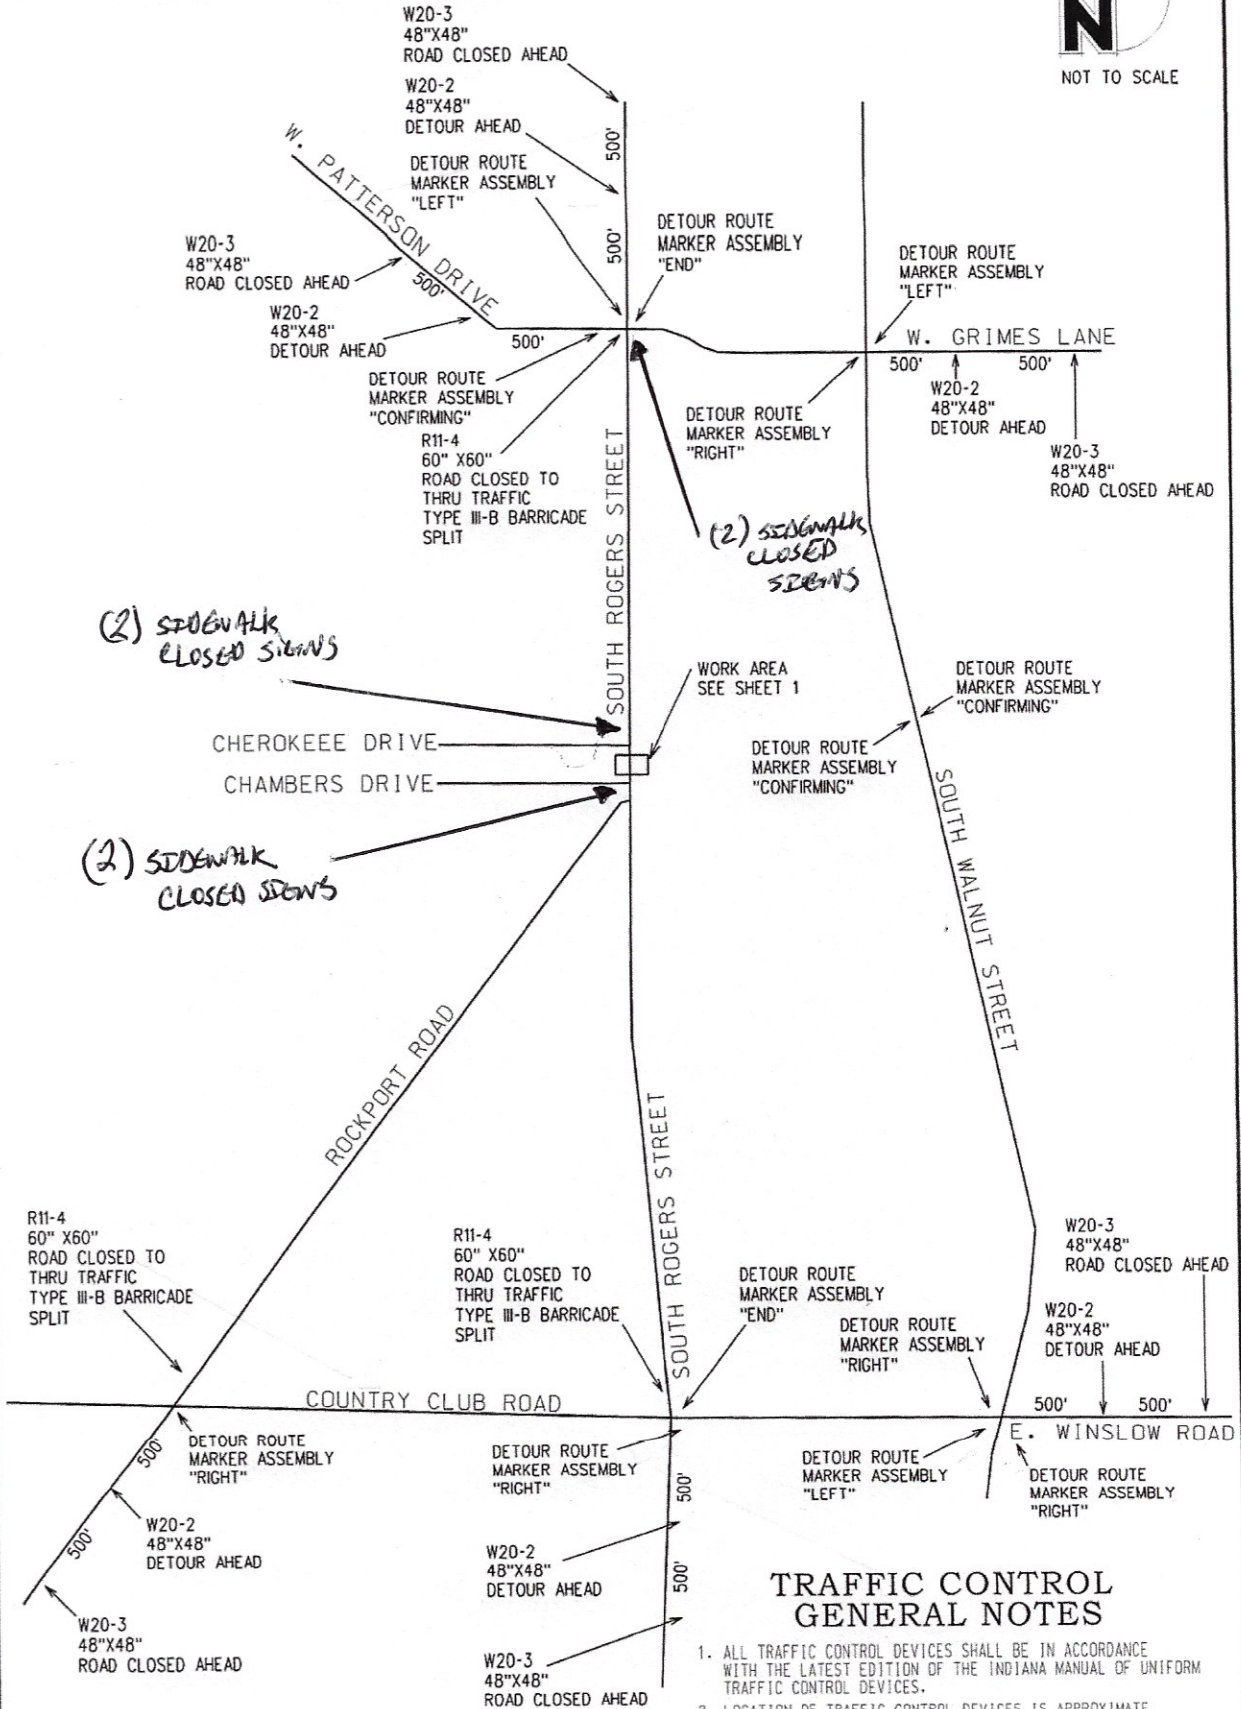 N
NOT TO SCALE
W20-3
48"X48"
ROAD CLOSED AHEAD
W20-2
48"X48"
DETOUR AHEAD
DETOUR ROUTE
MARKER ASSEMBLY
"LEFT"
500'
500'
W. PATTERSON DRIVE
W20-3
48"X48"
ROAD CLOSED AHEAD
500'
W20-2
48"X48"
DETOUR AHEAD
500'
DETOUR ROUTE
MARKER ASSEMBLY
"CONFIRMING"
R11-4
60" X60"
ROAD CLOSED TO
THRU TRAFFIC
TYPE III-B BARRICADE
SPLIT
DETOUR ROUTE
MARKER ASSEMBLY
"END"
DETOUR ROUTE
MARKER ASSEMBLY
"LEFT"
W. GRIMES LANE
500'
500'
W20-2
48"X48"
DETOUR AHEAD
W20-3
48"X48"
ROAD CLOSED AHEAD
DETOUR ROUTE
MARKER ASSEMBLY
"RIGHT"
(2) SIDEWALK
CLOSED
SIGNS
SOUTH ROGERS STREET
(2) SIDEWALK
CLOSED SIGNS
WORK AREA
SEE SHEET 1
DETOUR ROUTE
MARKER ASSEMBLY
"CONFIRMING"
DETOUR ROUTE
MARKER ASSEMBLY
"CONFIRMING"
CHEROKEEE DRIVE
CHAMBERS DRIVE
(2) SIDEWALK
CLOSED SIGNS
SOUTH WALNUT STREET
ROCKPORT ROAD
SOUTH ROGERS STREET
R11-4
60" X60"
ROAD CLOSED TO
THRU TRAFFIC
TYPE III-B BARRICADE
SPLIT
R11-4
60" X60"
ROAD CLOSED TO
THRU TRAFFIC
TYPE III-B BARRICADE
SPLIT
DETOUR ROUTE
MARKER ASSEMBLY
"END"
DETOUR ROUTE
MARKER ASSEMBLY
"RIGHT"
W20-3
48"X48"
ROAD CLOSED AHEAD
W20-2
48"X48"
DETOUR AHEAD
COUNTRY CLUB ROAD
500'
500'
E. WINSLOW ROAD
500'
DETOUR ROUTE
MARKER ASSEMBLY
"RIGHT"
DETOUR ROUTE
MARKER ASSEMBLY
"RIGHT"
DETOUR ROUTE
MARKER ASSEMBLY
"LEFT"
DETOUR ROUTE
MARKER ASSEMBLY
"RIGHT"
500'
W20-2
48"X48"
DETOUR AHEAD
500'
W20-3
48"X48"
ROAD CLOSED AHEAD
W20-2
48"X48"
DETOUR AHEAD
500'
W20-3
48"X48"
ROAD CLOSED AHEAD
TRAFFIC CONTROL
GENERAL NOTES
1. ALL TRAFFIC CONTROL DEVICES SHALL BE IN ACCORDANCE
WITH THE LATEST EDITION OF THE INDIANA MANUAL OF UNIFORM
TRAFFIC CONTROL DEVICES.
2. LOCATION OF TRAFFIC CONTROL DEVICES IS APPROXIMATE